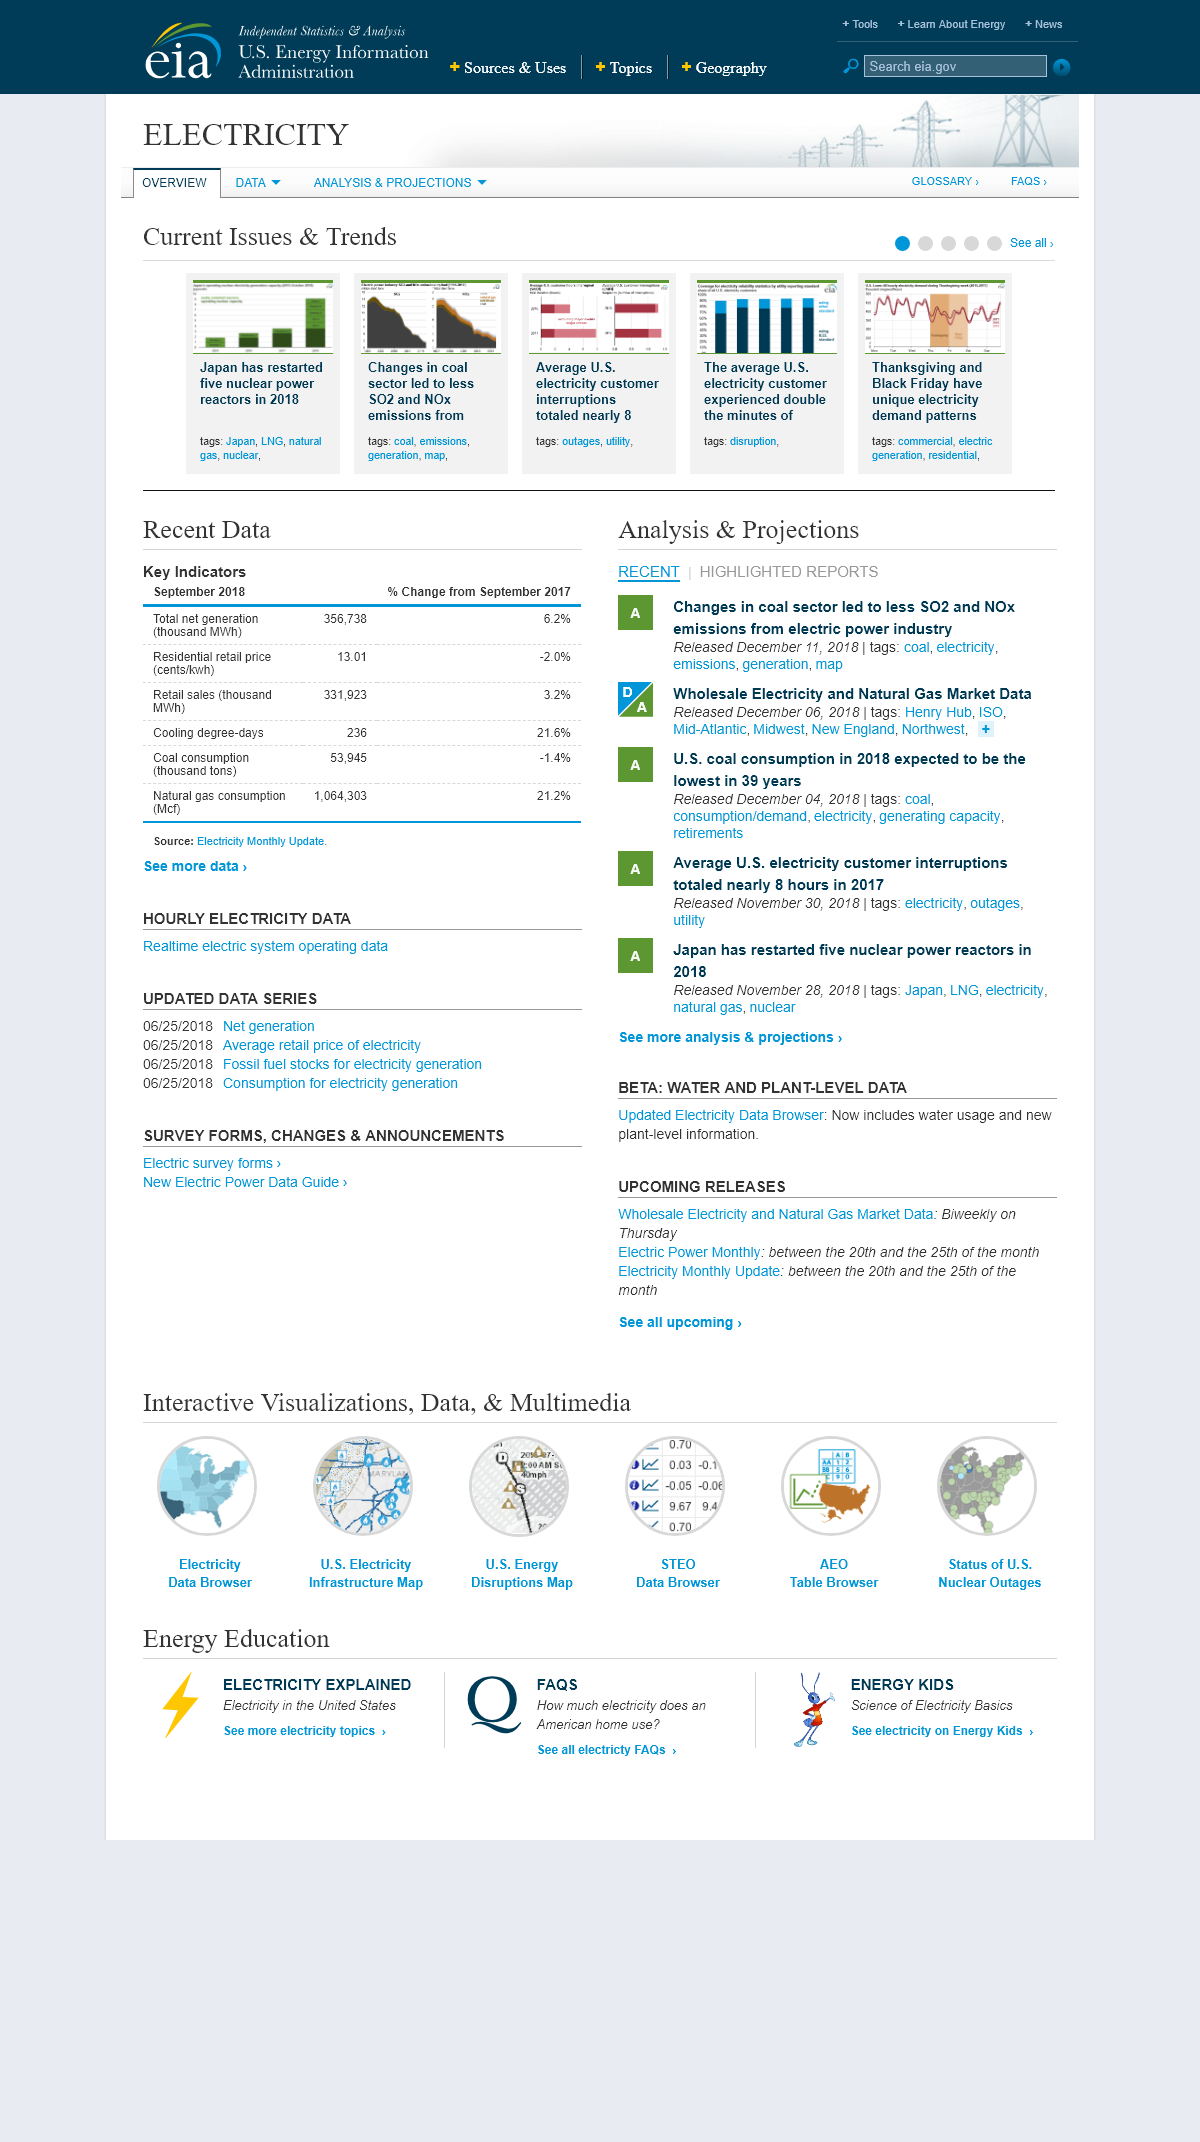 Independent Statistics & Analysis
eia
U.S. Energy Information
Administration
+ Sources & Uses
+ Topics
+ Geography
+ Tools
+ Learn About Energy
+ News
Search eia.gov
ELECTRICITY
OVERVIEW
DATA
ANALYSIS & PROJECTIONS
GLOSSARY ›
FAQS ›
Current Issues & Trends
See all ›
Japan has restarted
five nuclear power
reactors in 2018
tags: Japan, LNG, natural
gas, nuclear,
Changes in coal
sector led to less
SO2 and NOx
emissions from
tags: coal, emissions,
generation, map,
Average U.S.
electricity customer
interruptions
totaled nearly 8
tags: outages, utility,
The average U.S.
electricity customer
experienced double
the minutes of
tags: disruption,
Thanksgiving and
Black Friday have
unique electricity
demand patterns
tags: commercial, electric
generation, residential,
Recent Data
Key Indicators
September 2018 % Change from September 2017
Total net generation (thousand MWh) 356,738 6.2%
Residential retail price (cents/kwh) 13.01 -2.0%
Retail sales (thousand MWh) 331,923 3.2%
Cooling degree-days 236 21.6%
Coal consumption (thousand tons) 53,945 -1.4%
Natural gas consumption (Mcf) 1,064,303 21.2%
Source: Electricity Monthly Update.
See more data ›
HOURLY ELECTRICITY DATA
Realtime electric system operating data
UPDATED DATA SERIES
06/25/2018 Net generation
06/25/2018 Average retail price of electricity
06/25/2018 Fossil fuel stocks for electricity generation
06/25/2018 Consumption for electricity generation
SURVEY FORMS, CHANGES & ANNOUNCEMENTS
Electric survey forms ›
New Electric Power Data Guide ›
Analysis & Projections
RECENT | HIGHLIGHTED REPORTS
A
Changes in coal sector led to less SO2 and NOx
emissions from electric power industry
Released December 11, 2018 | tags: coal, electricity,
emissions, generation, map
D A
Wholesale Electricity and Natural Gas Market Data
Released December 06, 2018 | tags: Henry Hub, ISO,
Mid-Atlantic, Midwest, New England, Northwest, +
A
U.S. coal consumption in 2018 expected to be the
lowest in 39 years
Released December 04, 2018 | tags: coal,
consumption/demand, electricity, generating capacity,
retirements
A
Average U.S. electricity customer interruptions
totaled nearly 8 hours in 2017
Released November 30, 2018 | tags: electricity, outages,
utility
A
Japan has restarted five nuclear power reactors in
2018
Released November 28, 2018 | tags: Japan, LNG, electricity,
natural gas, nuclear
See more analysis & projections ›
BETA: WATER AND PLANT-LEVEL DATA
Updated Electricity Data Browser: Now includes water usage and new
plant-level information.
UPCOMING RELEASES
Wholesale Electricity and Natural Gas Market Data: Biweekly on
Thursday
Electric Power Monthly: between the 20th and the 25th of the month
Electricity Monthly Update: between the 20th and the 25th of the
month
See all upcoming ›
Interactive Visualizations, Data, & Multimedia
0.70
0.03 -0.1
-0.05 -0.06
9.67 9.4
0.70
Electricity
Data Browser
U.S. Electricity
Infrastructure Map
U.S. Energy
Disruptions Map
STEO
Data Browser
AEO
Table Browser
Status of U.S.
Nuclear Outages
Energy Education
ELECTRICITY EXPLAINED
Electricity in the United States
See more electricity topics ›
Q
FAQS
How much electricity does an
American home use?
See all electricty FAQs ›
ENERGY KIDS
Science of Electricity Basics
See electricity on Energy Kids ›